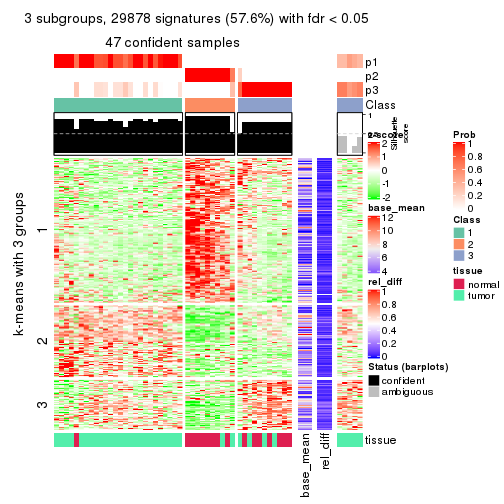 3 subgroups, 29878 signatures (57.6%) with fdr < 0.05
47 confident samples
p1
p2
p3
Class
1
0.5
0
Silhouette
score
z-score
2
1
0
-1
-2
base_mean
12
10
8
6
4
rel_diff
1
0.8
0.6
0.4
0.2
0
Status (barplots)
confident
ambiguous
Prob
1
0.8
0.6
0.4
0.2
0
Class
1
2
3
tissue
normal
tumor
k-means with 3 groups
1
2
3
tissue
base_mean
rel_diff